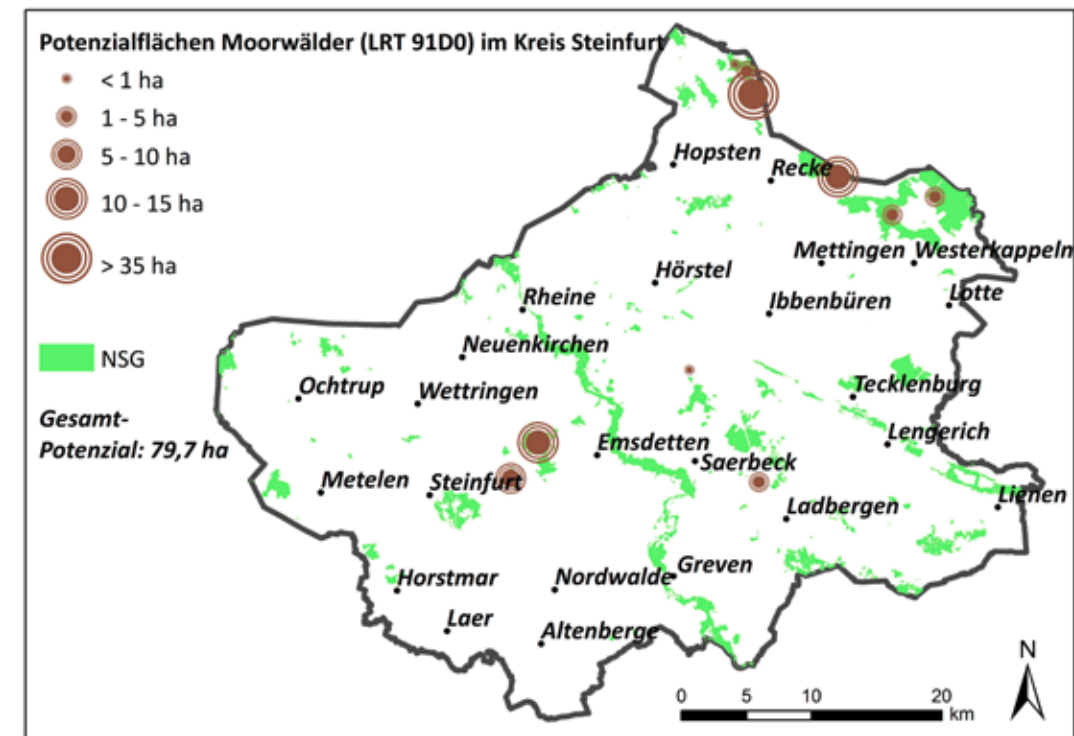 Potenzialflächen Moorwälder (LRT 91D0) im Kreis Steinfurt
< 1 ha
1 - 5 ha
5 - 10 ha
10 - 15 ha
> 35 ha
NSG
Gesamt-
Potenzial: 79,7 ha
Hopsten
Recke
Mettingen
Westerkappeln
Hörstel
Rheine
Ibbenbüren
Lotte
Neuenkirchen
Ochtrup
Wettringen
Tecklenburg
Lengerich
Emsdetten
Saerbeck
Metelen
Steinfurt
Lienen
Ladbergen
Horstmar
Nordwalde
Greven
Laer
Altenberge
N
0 5 10 20
km